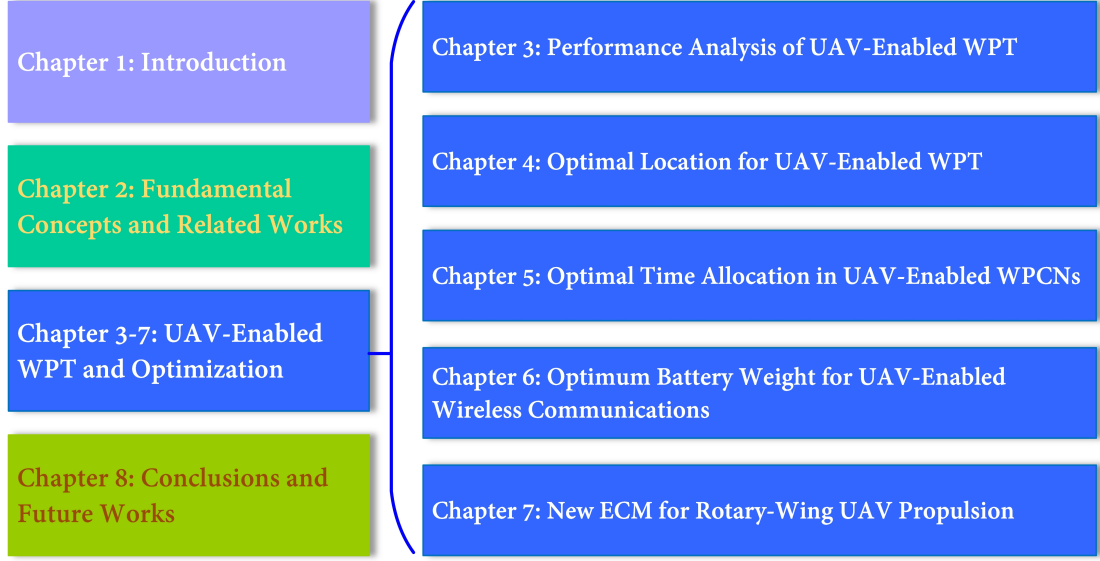 Chapter 1: Introduction
Chapter 2: Fundamental
Concepts and Related Works
Chapter 3-7: UAV-Enabled
WPT and Optimization
Chapter 8: Conclusions and
Future Works
Chapter 3: Performance Analysis of UAV-Enabled WPT
Chapter 4: Optimal Location for UAV-Enabled WPT
Chapter 5: Optimal Time Allocation in UAV-Enabled WPCNs
Chapter 6: Optimum Battery Weight for UAV-Enabled
Wireless Communications
Chapter 7: New ECM for Rotary-Wing UAV Propulsion